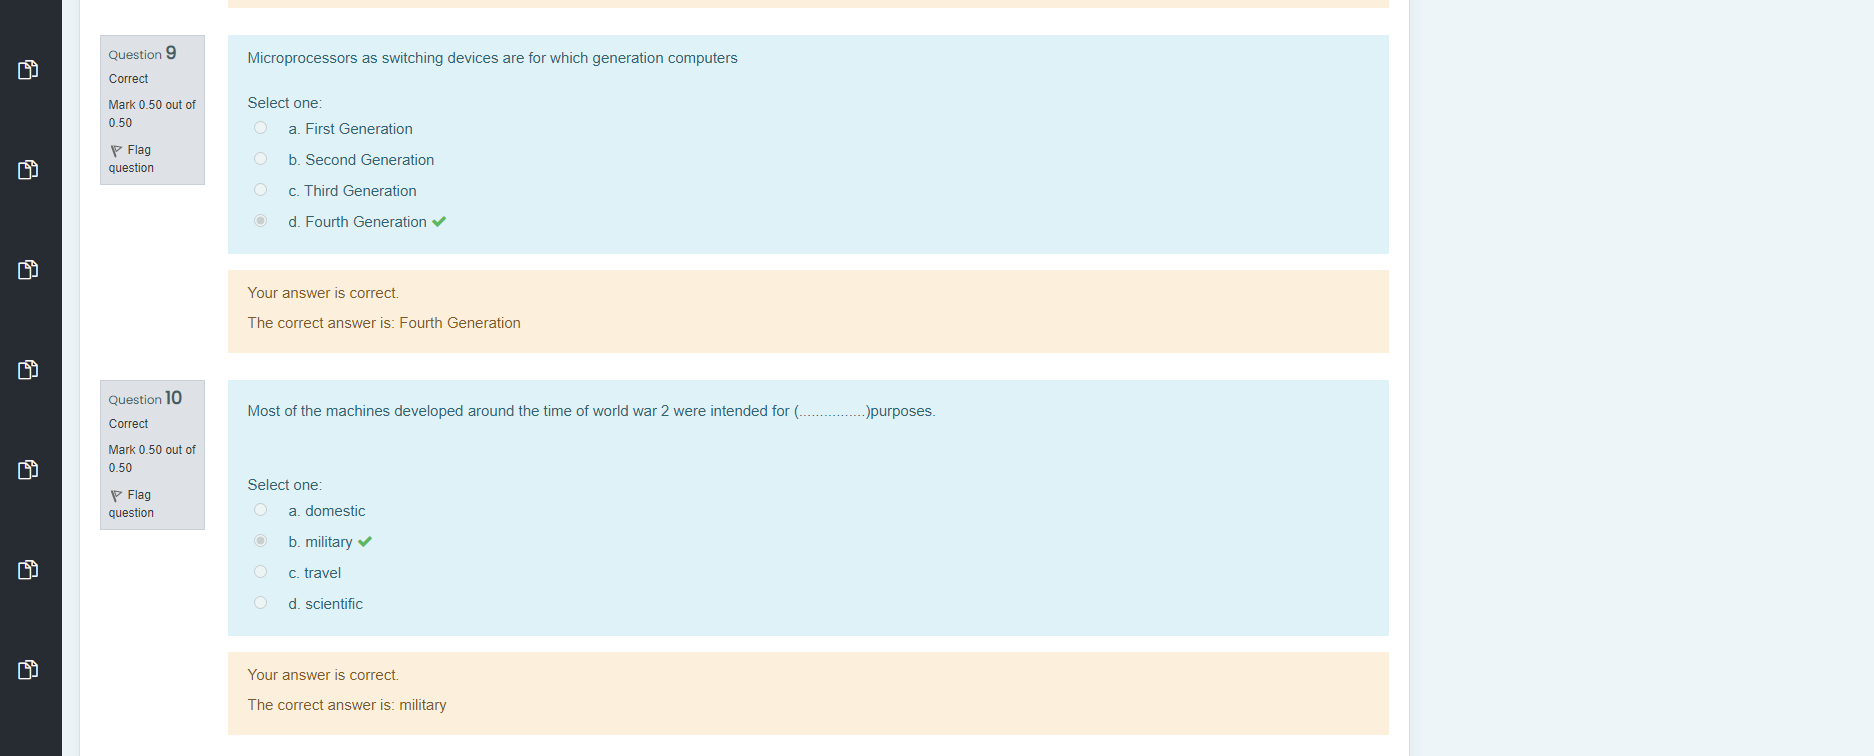 Question 9
Correct
Mark 0.50 out of
0.50
Flag
question
Microprocessors as switching devices are for which generation computers
Select one:
a. First Generation
b. Second Generation
c. Third Generation
d. Fourth Generation
Your answer is correct.
The correct answer is: Fourth Generation
Question 10
Correct
Mark 0.50 out of
0.50
Flag
question
Most of the machines developed around the time of world war 2 were intended for (................)purposes.
Select one:
a. domestic
b. military
c. travel
d. scientific
Your answer is correct.
The correct answer is: military